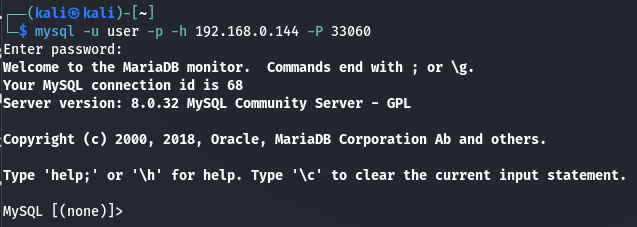 ┌──(kali㉿kali)-[~]
└─$ mysql -u user -p -h 192.168.0.144 -P 33060
Enter password:
Welcome to the MariaDB monitor.  Commands end with ; or \g.
Your MySQL connection id is 68
Server version: 8.0.32 MySQL Community Server - GPL
Copyright (c) 2000, 2018, Oracle, MariaDB Corporation Ab and others.
Type 'help;' or '\h' for help. Type '\c' to clear the current input statement.
MySQL [(none)]>